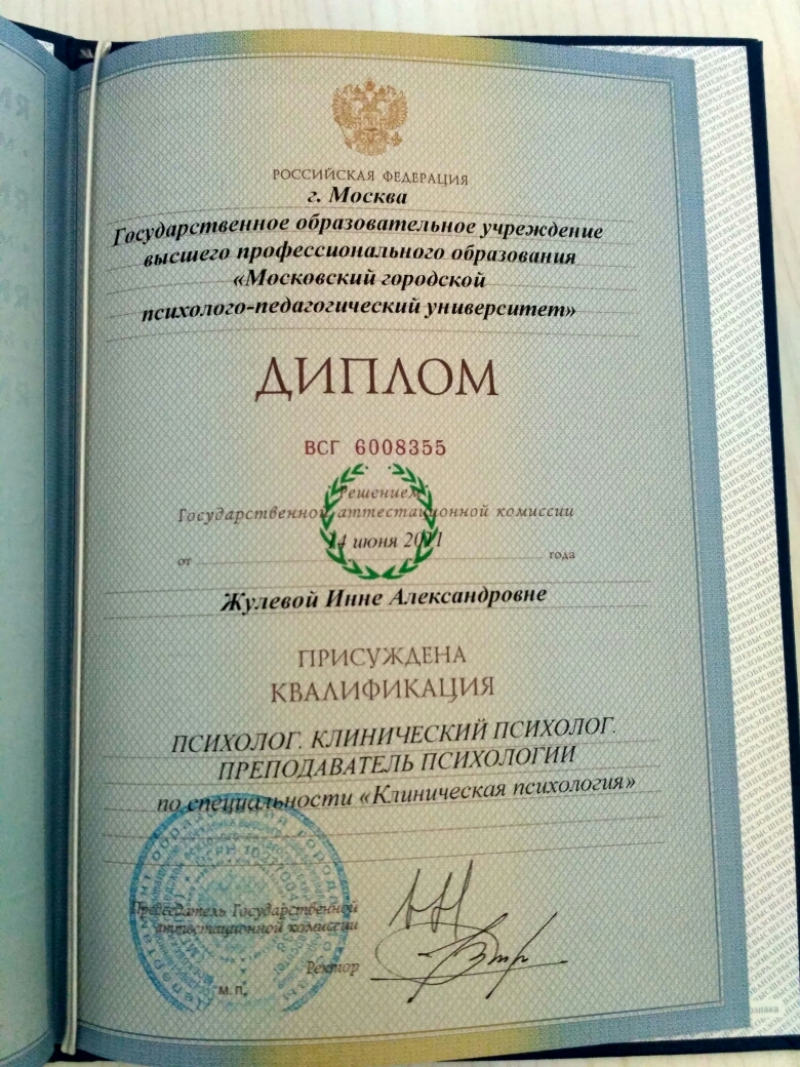 РОССИЙСКАЯ ФЕДЕРАЦИЯ
г. Москва
Государственное образовательное учреждение
высшего профессионального образования
«Московский городской
психолого-педагогический университет»
ДИПЛОМ
ВСГ 6008355
Решением
Государственной аттестационной комиссии
от 14 июня 2011 года
Жулевой Инне Александровне
ПРИСУЖДЕНА
КВАЛИФИКАЦИЯ
ПСИХОЛОГ. КЛИНИЧЕСКИЙ ПСИХОЛОГ.
ПРЕПОДАВАТЕЛЬ ПСИХОЛОГИИ
по специальности «Клиническая психология»
Председатель Государственной
аттестационной комиссии
Ректор
М.П.